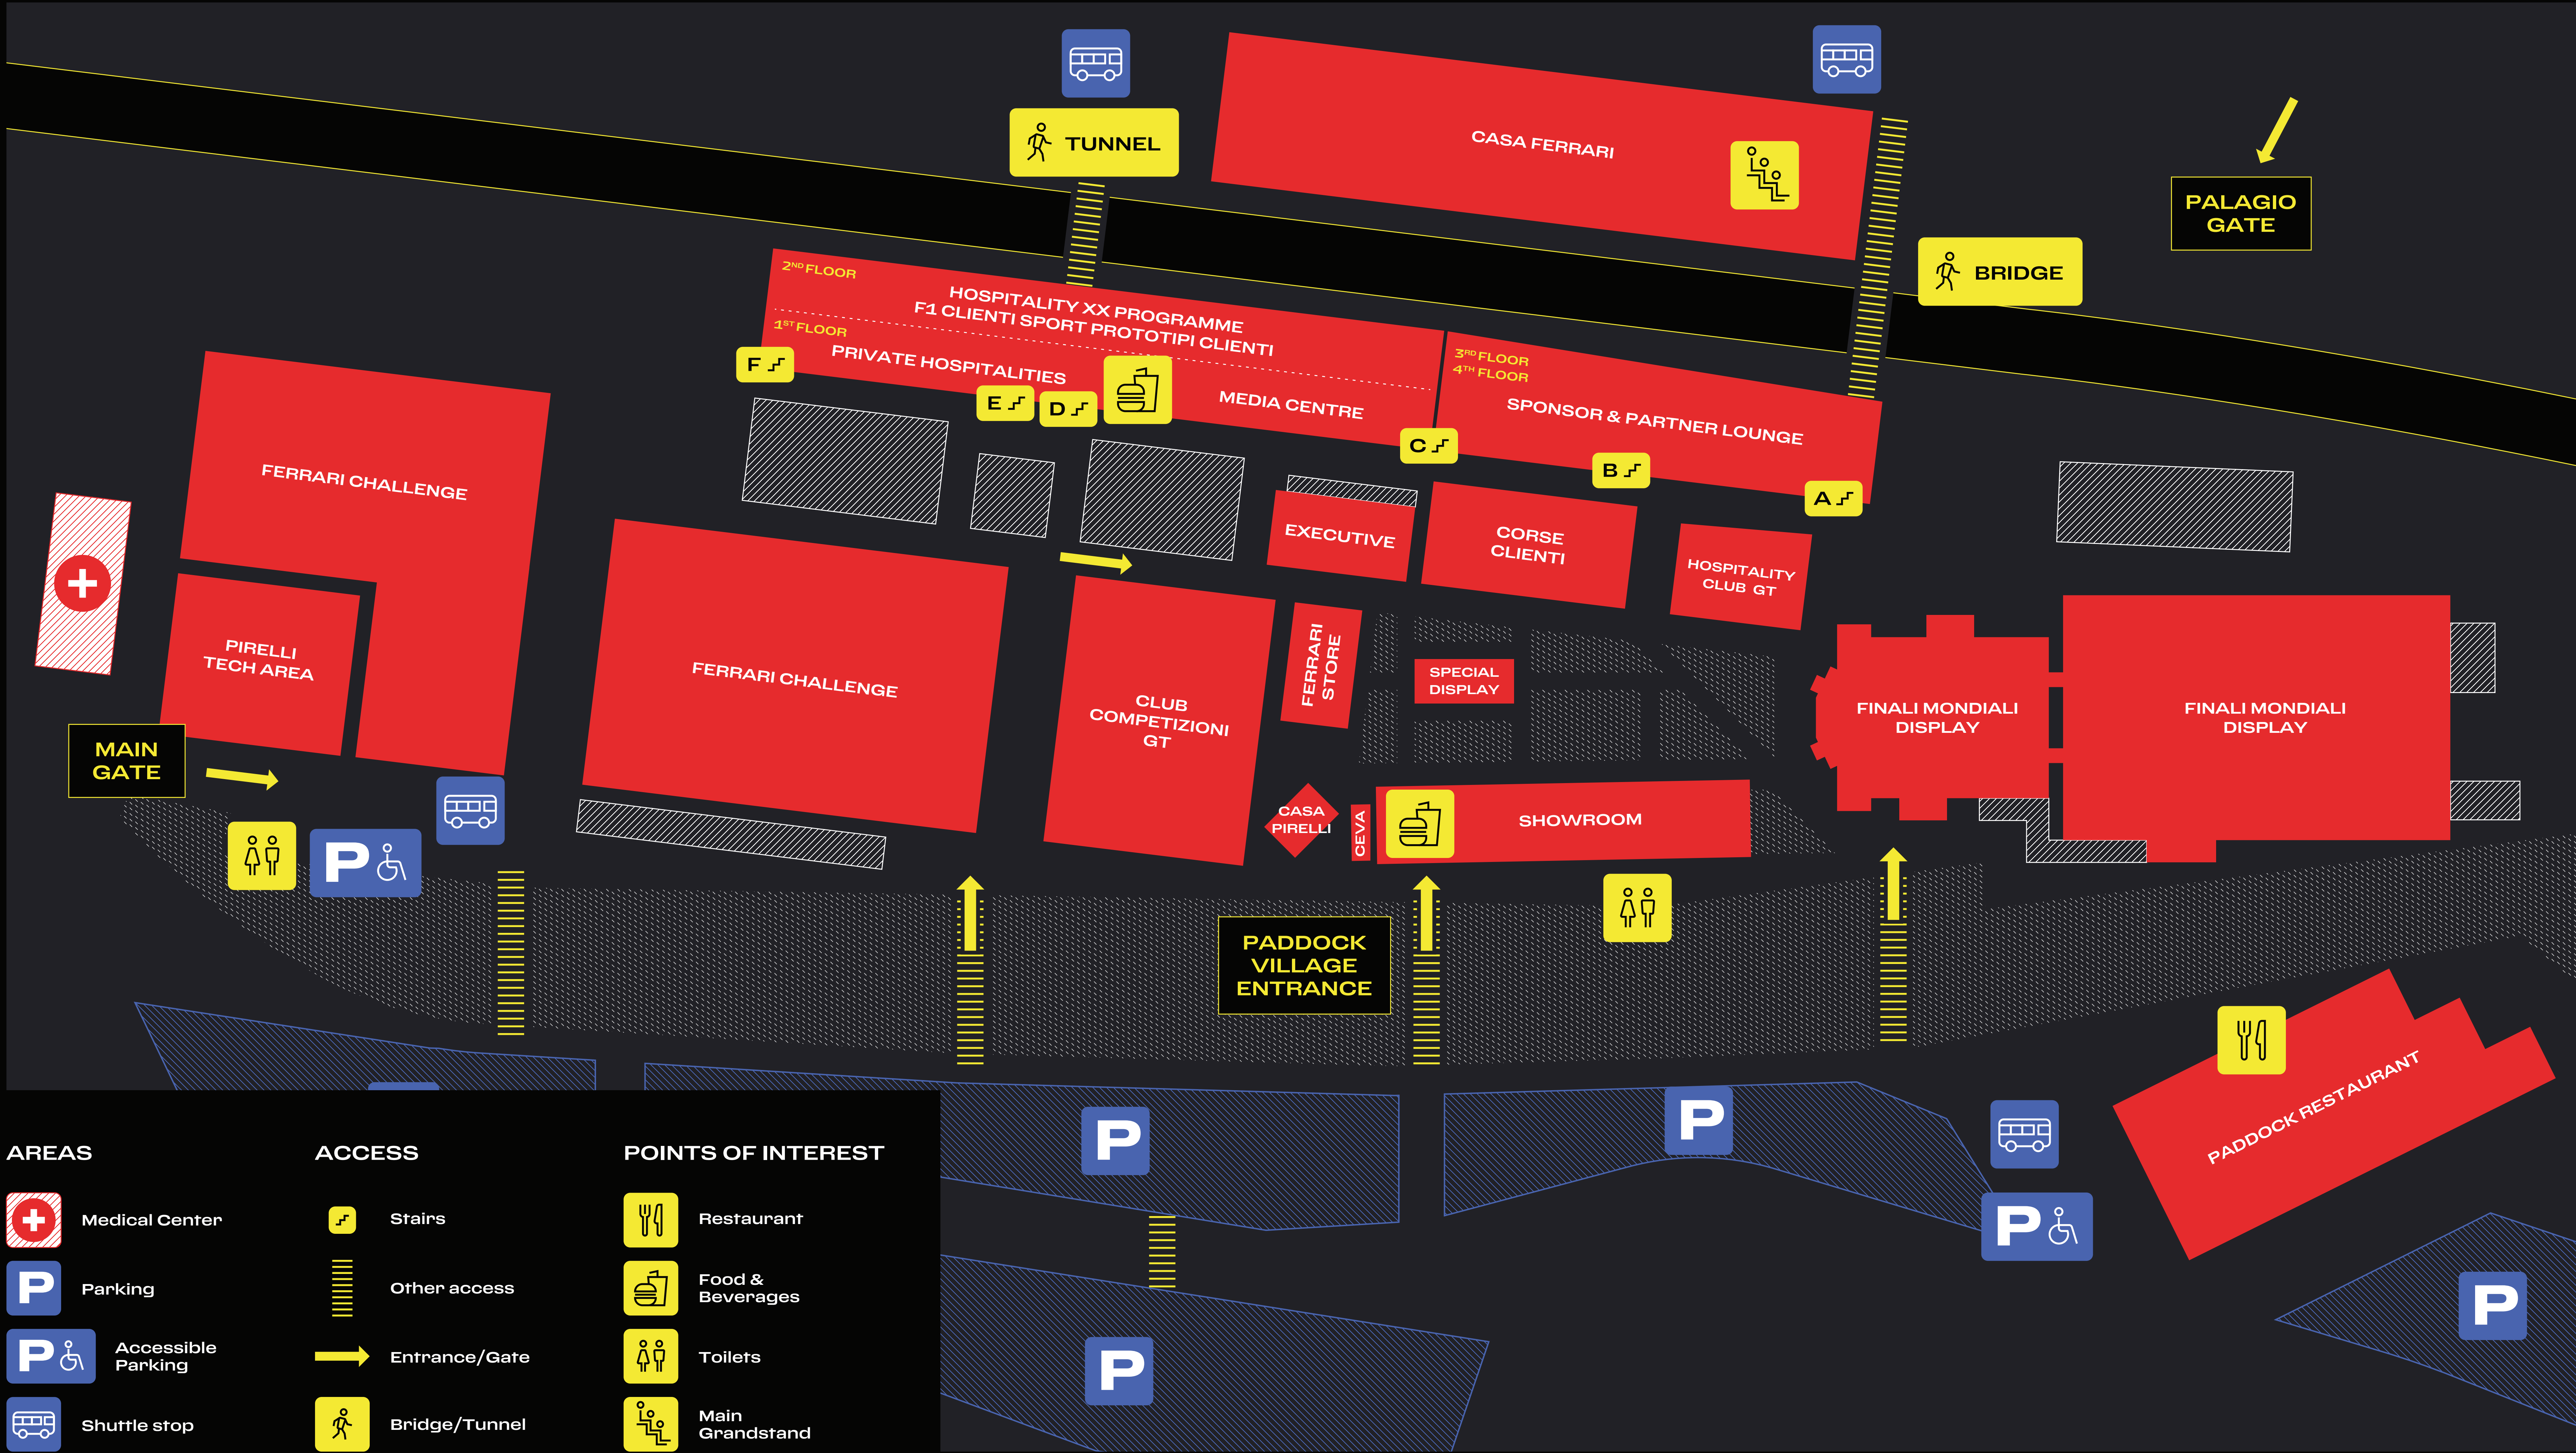 TUNNEL
CASA FERRARI
PALAGIO
GATE
BRIDGE
2ND FLOOR
HOSPITALITY XX PROGRAMME
F1 CLIENTI SPORT PROTOTIPI CLIENTI
1ST FLOOR
PRIVATE HOSPITALITIES
MEDIA CENTRE
3RD FLOOR
4TH FLOOR
SPONSOR & PARTNER LOUNGE
F
E
D
C
B
A
FERRARI CHALLENGE
PIRELLI
TECH AREA
MAIN
GATE
P
FERRARI CHALLENGE
CLUB
COMPETIZIONI
GT
EXECUTIVE
CORSE
CLIENTI
HOSPITALITY
CLUB GT
FERRARI
STORE
SPECIAL
DISPLAY
CASA
PIRELLI
CEVA
SHOWROOM
FINALI MONDIALI
DISPLAY
FINALI MONDIALI
DISPLAY
PADDOCK
VILLAGE
ENTRANCE
PADDOCK RESTAURANT
P
P
P
P
P
AREAS
Medical Center
P
Parking
P
Accessible
Parking
Shuttle stop
ACCESS
Stairs
Other access
Entrance/Gate
Bridge/Tunnel
POINTS OF INTEREST
Restaurant
Food &
Beverages
Toilets
Main
Grandstand